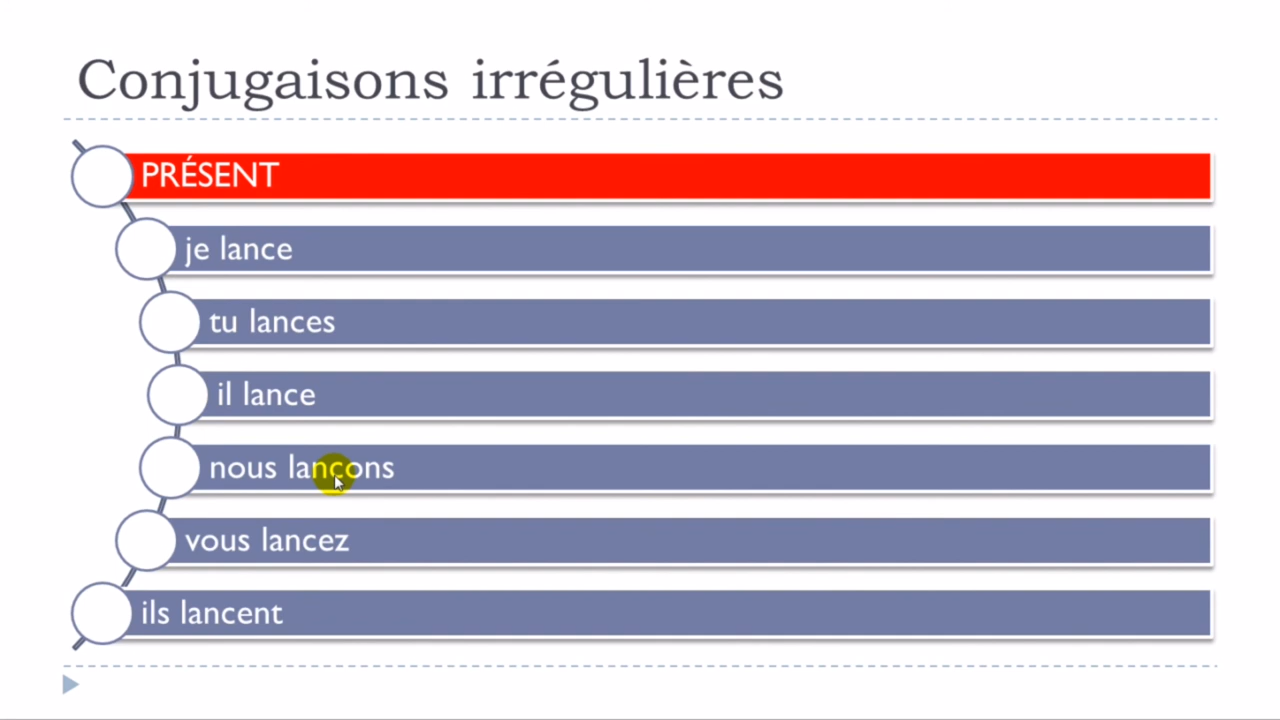 Conjugaisons irrégulières
PRÉSENT
je lance
tu lances
il lance
nous lançons
vous lancez
ils lancent